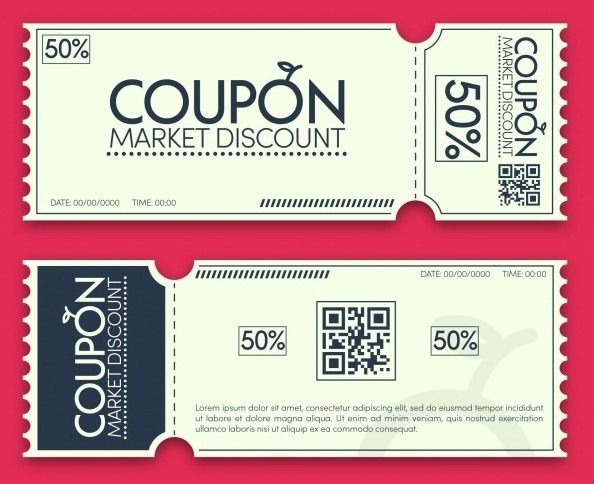 50%
COUPON
MARKET DISCOUNT
DATE: 00/00/0000 TIME: 00:00
50%
COUPON
MARKET DISCOUNT
COUPON
MARKET DISCOUNT
DATE: 00/00/0000 TIME: 00:00
50%
50%
Lorem ipsum dolor sit amet, consectetur adipiscing elit, sed do eiusmod tempor incididunt
ut labore et dolore magna aliqua. Ut enim ad minim veniam, quis nostrud exercitation
ullamco laboris nisi ut aliquip ex ea commodo consequat.